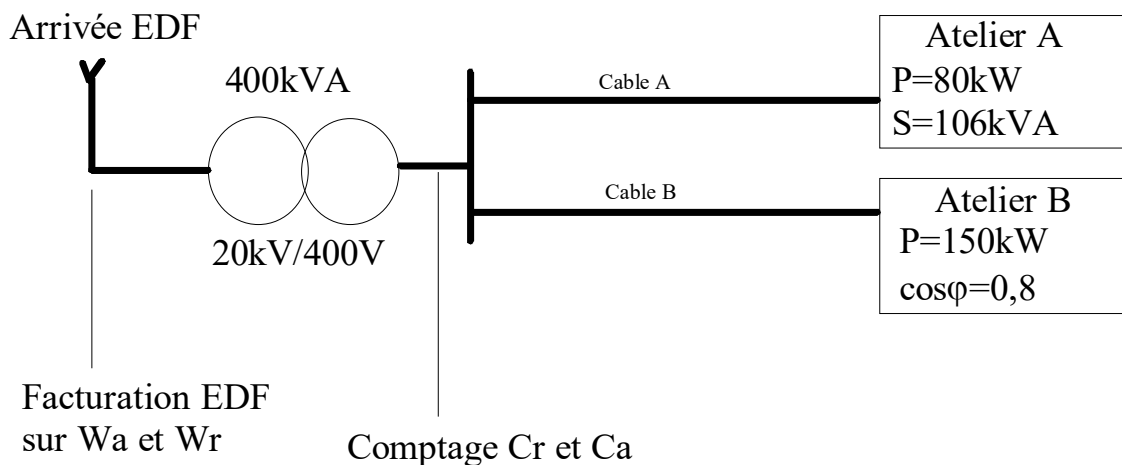 Arrivée EDF
400kVA
20kV/400V
Cable A
Cable B
Atelier A
P=80kW
S=106kVA
Atelier B
P=150kW
cosφ=0,8
Facturation EDF
sur Wa et Wr
Comptage Cr et Ca